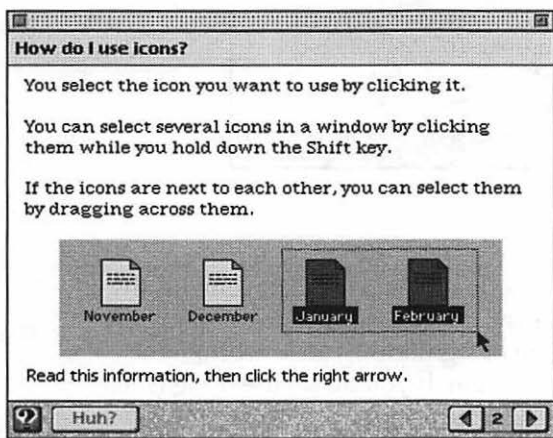 How do I use icons?
You select the icon you want to use by clicking it.
You can select several icons in a window by clicking
them while you hold down the Shift key.
If the icons are next to each other, you can select them
by dragging across them.
November December January February
Read this information, then click the right arrow.
? Huh? 2